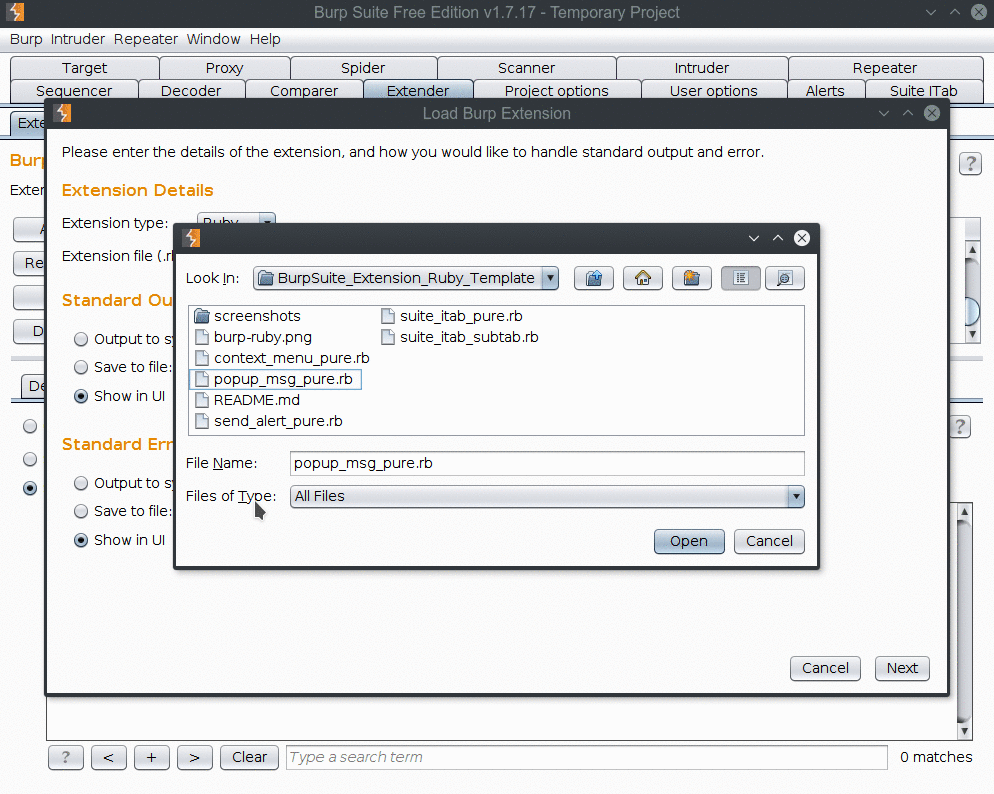 Burp Suite Free Edition v1.7.17 - Temporary Project
Burp Intruder Repeater Window Help
Target Proxy Spider Scanner Intruder Repeater
Sequencer Decoder Comparer Extender Project options User options Alerts Suite ITab
Load Burp Extension
Exte
Please enter the details of the extension, and how you would like to handle standard output and error.
Burp
?
Exten
Extension Details
Extension type: Ruby
Extension file (.r
Re
Look In: BurpSuite_Extension_Ruby_Template
Standard Ou
screenshots
suite_itab_pure.rb
burp-ruby.png
suite_itab_subtab.rb
context_menu_pure.rb
popup_msg_pure.rb
README.md
send_alert_pure.rb
D
Output to sy
Save to file:
Show in UI
De
?
Standard Err
File Name: popup_msg_pure.rb
Output to sy
Files of Type: All Files
Save to file:
Show in UI
Open Cancel
Cancel Next
? < + > Clear Type a search term 0 matches